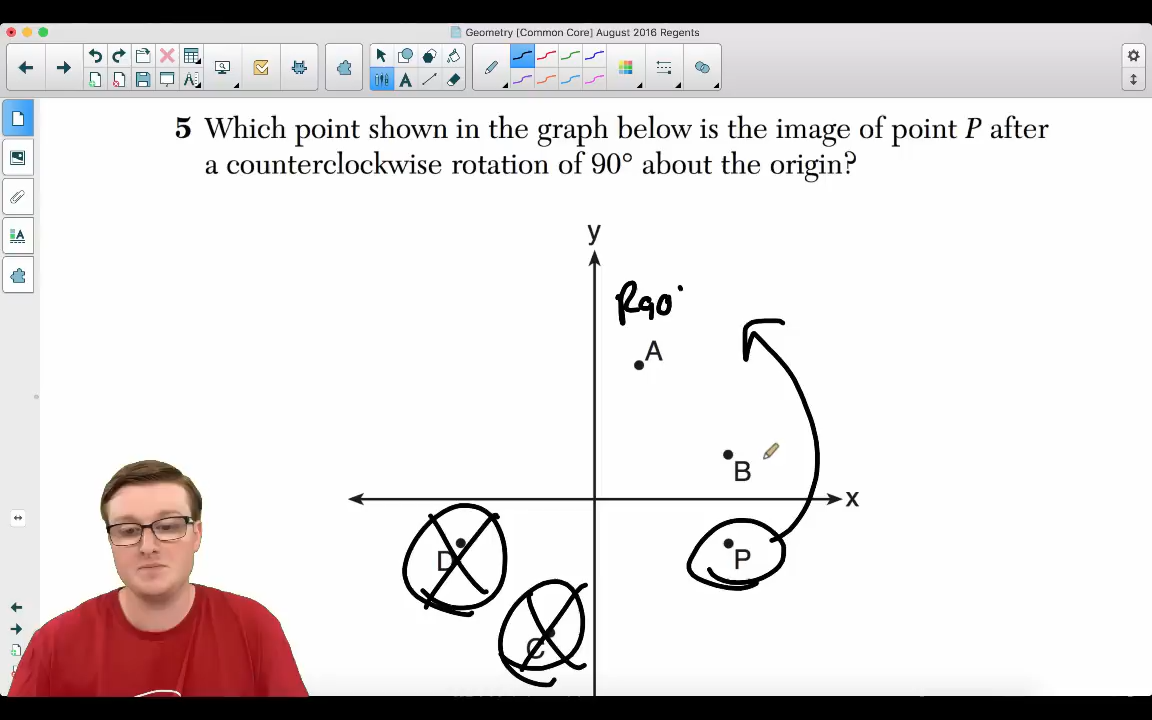 Geometry [Common Core] August 2016 Regents
5 Which point shown in the graph below is the image of point P after
a counterclockwise rotation of 90° about the origin?
y
R90°
A
B
x
D
P
C